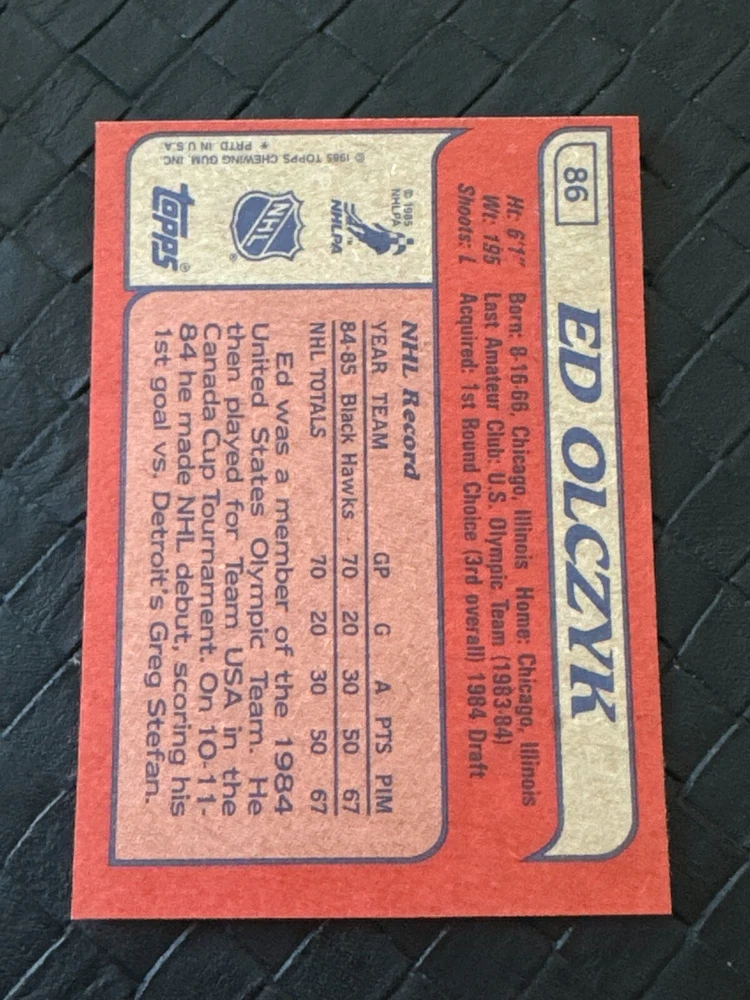 86
ED OLCZYK
Ht: 6'1" Born: 8-16-66, Chicago, Illinois Home: Chicago, Illinois
Wt: 195 Last Amateur Club: U.S. Olympic Team (1983-84)
Shoots: L Acquired: 1st Round Choice (3rd overall) 1984 Draft
© 1985
NHLPA
NHLPA
NHL®
topps®
© 1985 TOPPS CHEWING GUM, INC.
* PRTD. IN U.S.A.
NHL Record
YEAR TEAM GP G A PTS PIM
84-85 Black Hawks 70 20 30 50 67
NHL TOTALS 70 20 30 50 67
Ed was a member of the 1984
United States Olympic Team. He
then played for Team USA in the
Canada Cup Tournament. On 10-11-
84 he made NHL debut, scoring his
1st goal vs. Detroit's Greg Stefan.